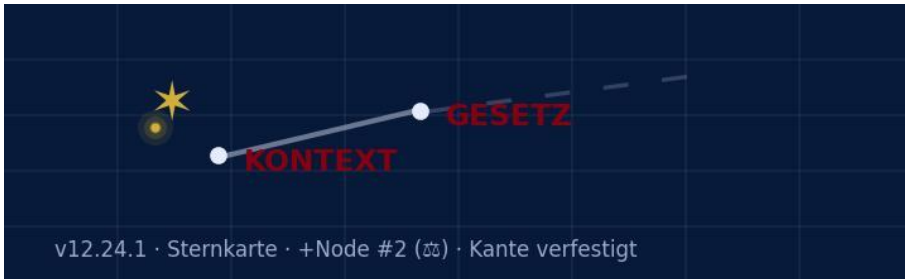 GESETZ
KONTEXT
v12.24.1 · Sternkarte · +Node #2 (⚖) · Kante verfestigt